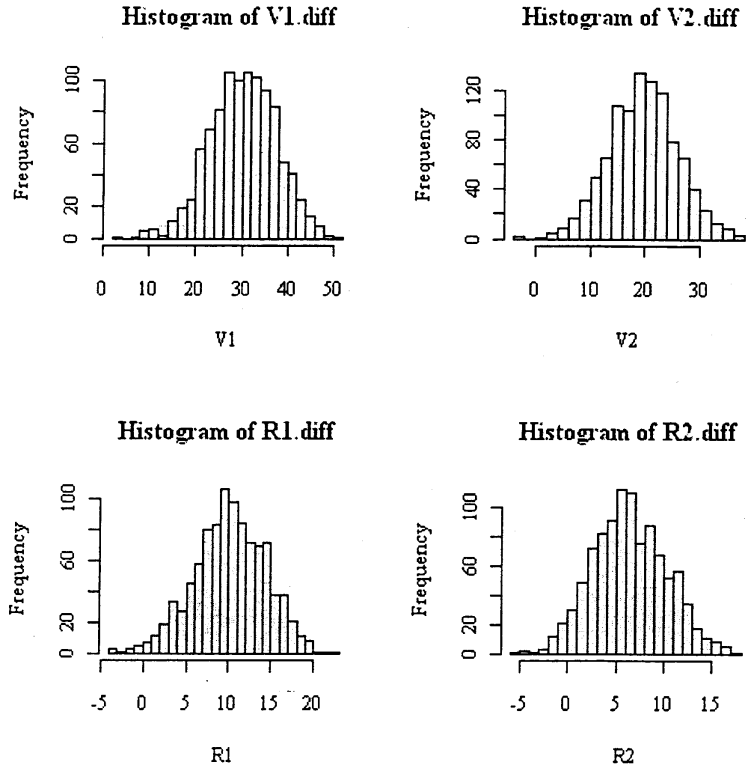 Histogram of V1.diff
Frequency
0 20 60 100
0 10 20 30 40 50
V1
Histogram of V2.diff
Frequency
0 40 80 120
0 10 20 30
V2
Histogram of R1.diff
Frequency
0 20 60 100
-5 0 5 10 15 20
R1
Histogram of R2.diff
Frequency
0 20 60 100
-5 0 5 10 15
R2